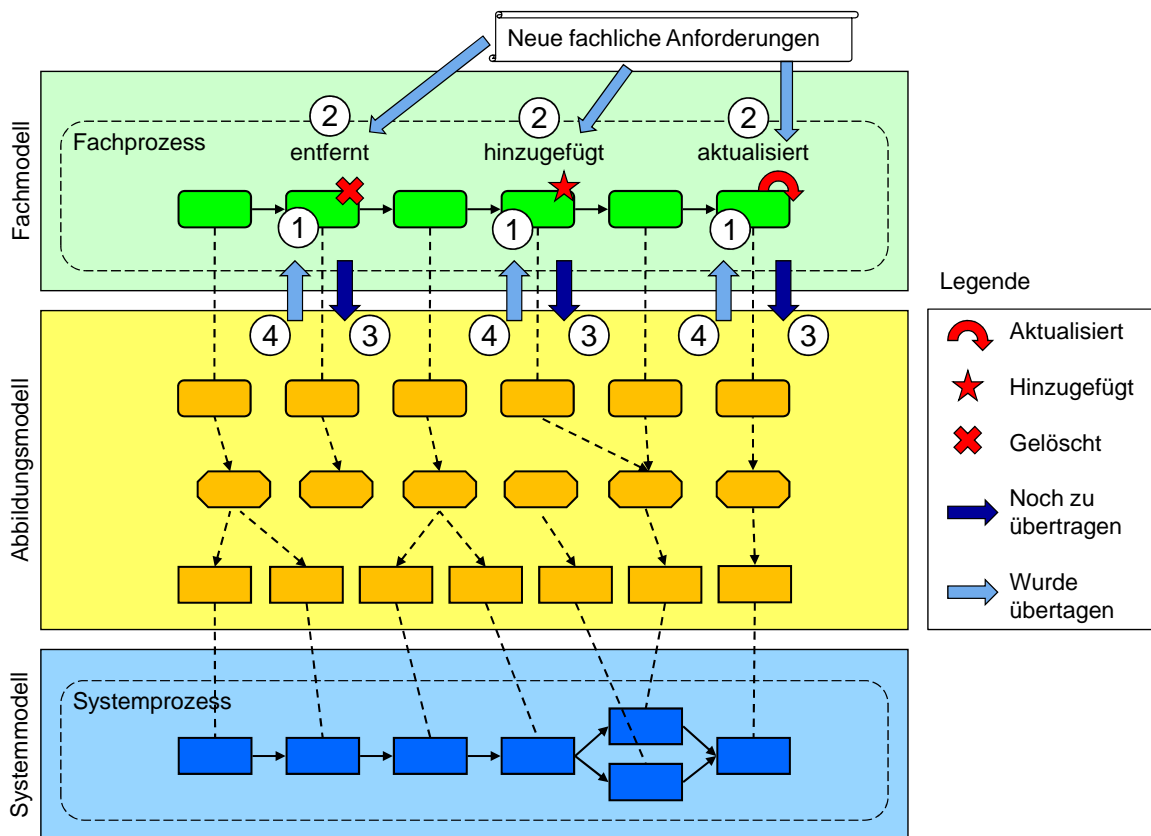 Neue fachliche Anforderungen
Fachmodell
Fachprozess
2
entfernt
2
hinzugefügt
2
aktualisiert
1
1
1
4
3
4
3
4
3
Abbildungsmodell
Systemmodell
Systemprozess
Legende
Aktualisiert
Hinzugefügt
Gelöscht
Noch zu
übertragen
Wurde
übertagen